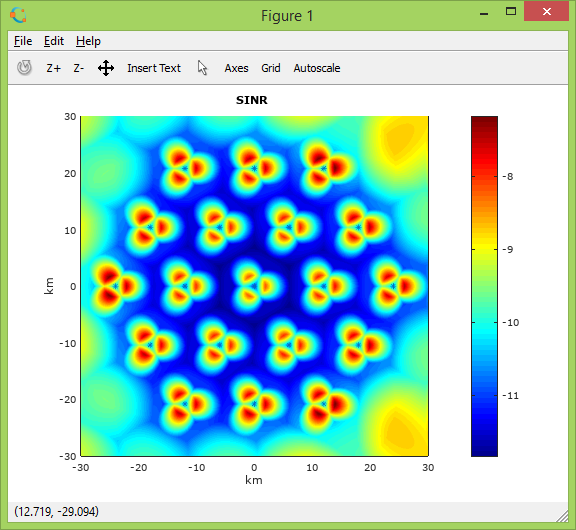 Figure 1
File Edit Help
Z+ Z- Insert Text Axes Grid Autoscale
SINR
30
20
10
0
-10
-20
-30
km
-30 -20 -10 0 10 20 30
km
-8
-9
-10
-11
(12.719, -29.094)